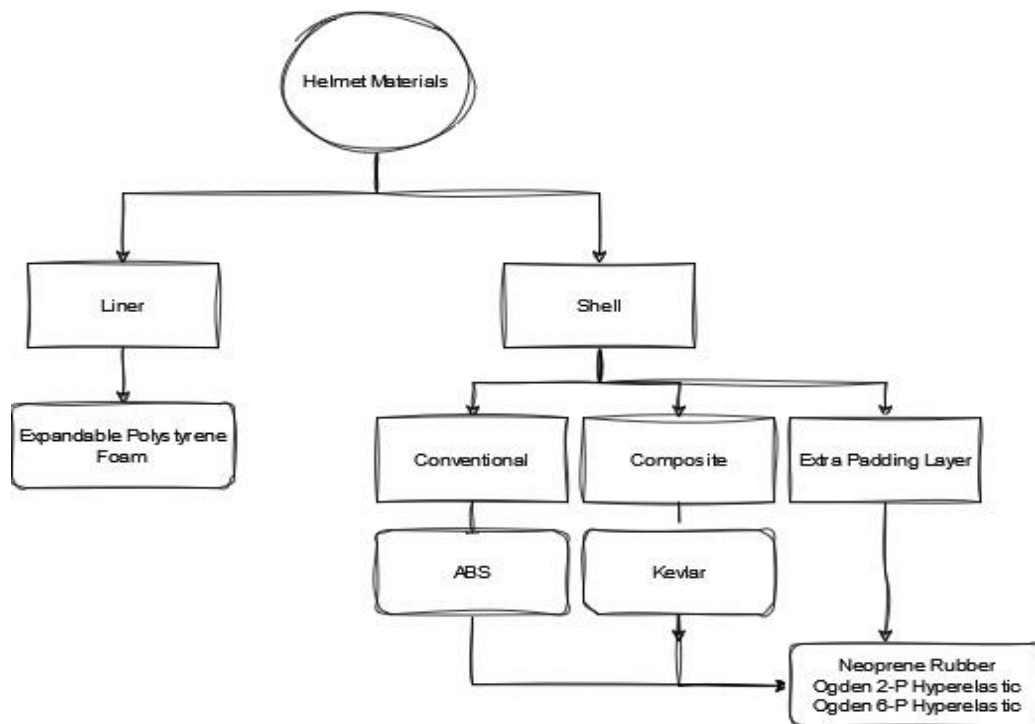 Helmet Materials
Liner
Shell
Expandable Polystyrene
Foam
Conventional
Composite
Extra Padding Layer
ABS
Kevlar
Neoprene Rubber
Ogden 2-P Hyperelastic
Ogden 6-P Hyperelastic